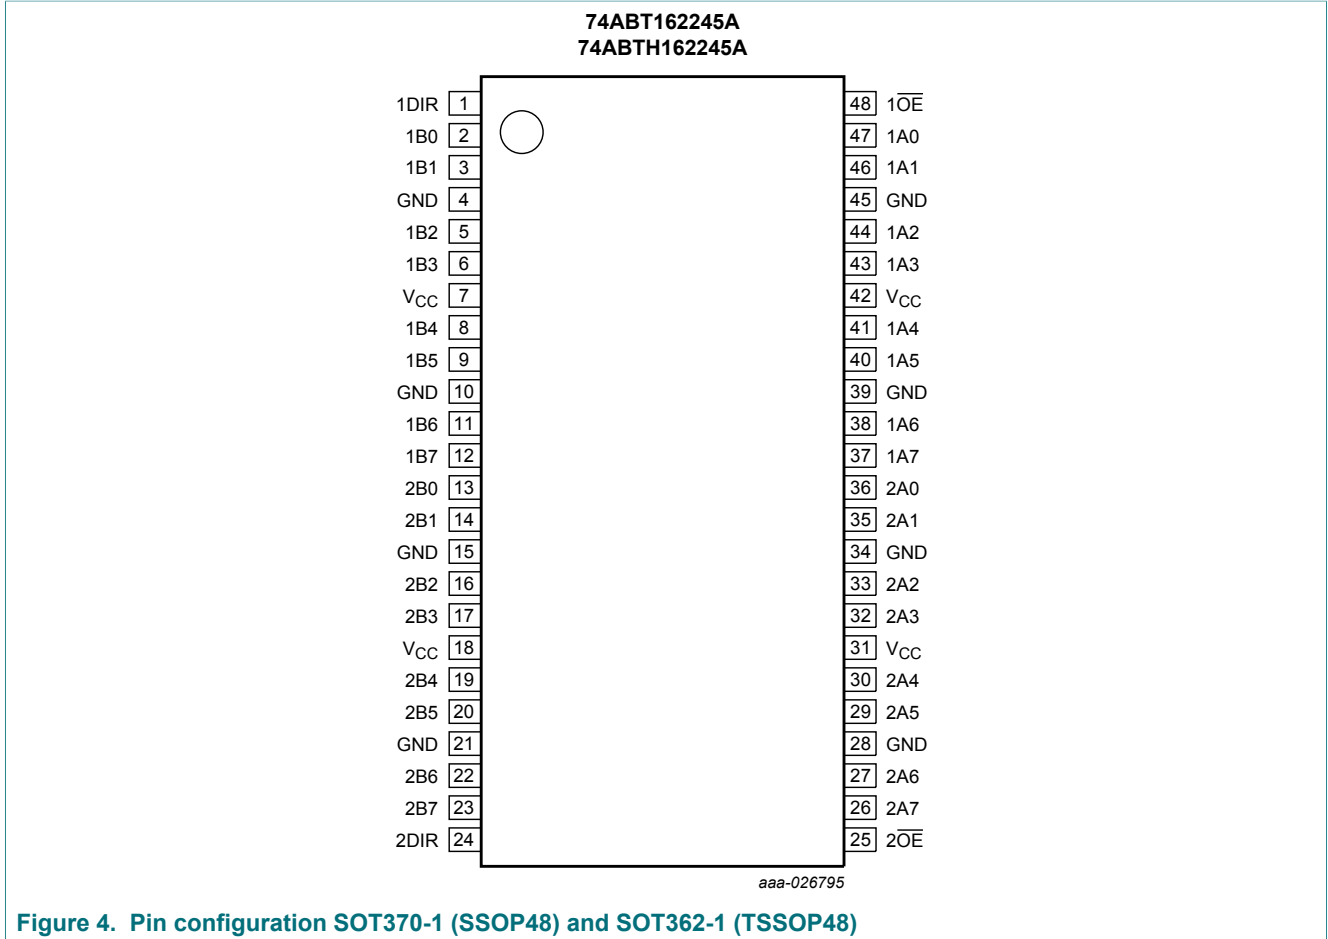 74ABT162245A
74ABTH162245A
1DIR 1 48 1O̅E̅
1B0 2 47 1A0
1B1 3 46 1A1
GND 4 45 GND
1B2 5 44 1A2
1B3 6 43 1A3
VCC 7 42 VCC
1B4 8 41 1A4
1B5 9 40 1A5
GND 10 39 GND
1B6 11 38 1A6
1B7 12 37 1A7
2B0 13 36 2A0
2B1 14 35 2A1
GND 15 34 GND
2B2 16 33 2A2
2B3 17 32 2A3
VCC 18 31 VCC
2B4 19 30 2A4
2B5 20 29 2A5
GND 21 28 GND
2B6 22 27 2A6
2B7 23 26 2A7
2DIR 24 25 2O̅E̅
aaa-026795
Figure 4. Pin configuration SOT370-1 (SSOP48) and SOT362-1 (TSSOP48)